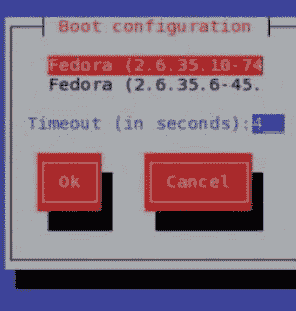 Boot configuration
Fedora (2.6.35.10-74
Fedora (2.6.35.6-45.
Timeout (in seconds):4
Ok
Cancel